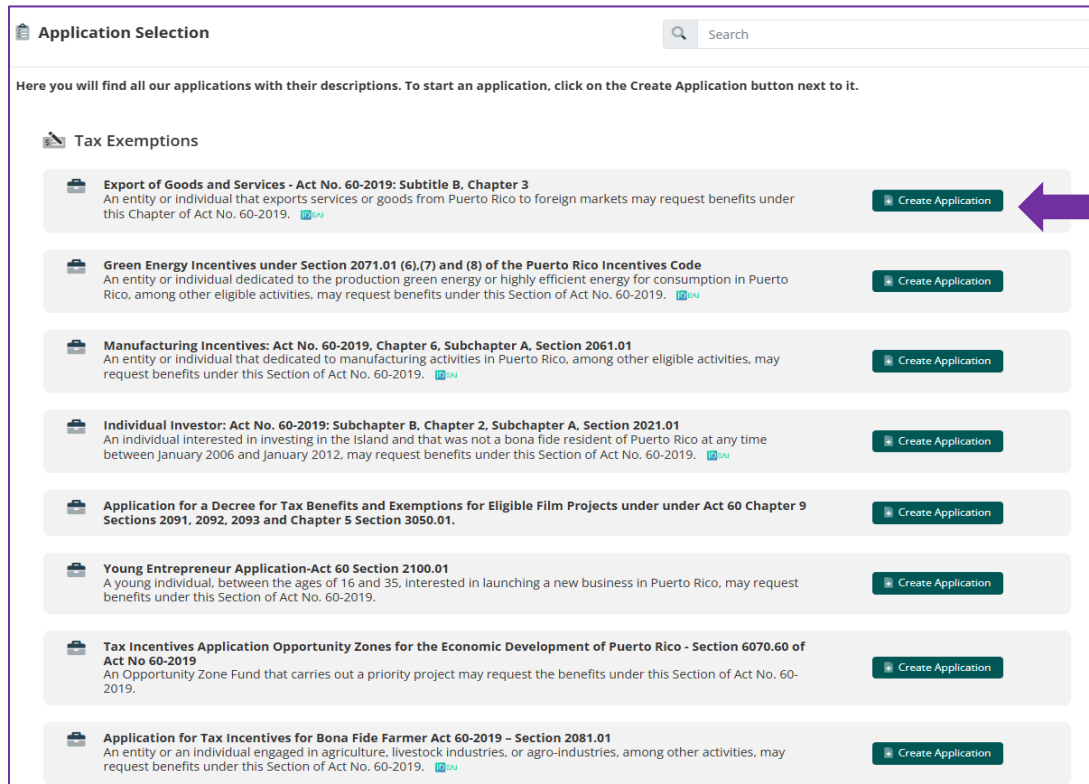 Application Selection
Search
Here you will find all our applications with their descriptions. To start an application, click on the Create Application button next to it.
Tax Exemptions
Export of Goods and Services - Act No. 60-2019: Subtitle B, Chapter 3
An entity or individual that exports services or goods from Puerto Rico to foreign markets may request benefits under
this Chapter of Act No. 60-2019.
Create Application
Green Energy Incentives under Section 2071.01 (6),(7) and (8) of the Puerto Rico Incentives Code
An entity or individual dedicated to the production green energy or highly efficient energy for consumption in Puerto
Rico, among other eligible activities, may request benefits under this Section of Act No. 60-2019.
Create Application
Manufacturing Incentives: Act No. 60-2019, Chapter 6, Subchapter A, Section 2061.01
An entity or individual that dedicated to manufacturing activities in Puerto Rico, among other eligible activities, may
request benefits under this Section of Act No. 60-2019.
Create Application
Individual Investor: Act No. 60-2019: Subchapter B, Chapter 2, Subchapter A, Section 2021.01
An individual interested in investing in the Island and that was not a bona fide resident of Puerto Rico at any time
between January 2006 and January 2012, may request benefits under this Section of Act No. 60-2019.
Create Application
Application for a Decree for Tax Benefits and Exemptions for Eligible Film Projects under under Act 60 Chapter 9
Sections 2091, 2092, 2093 and Chapter 5 Section 3050.01.
Create Application
Young Entrepreneur Application-Act 60 Section 2100.01
A young individual, between the ages of 16 and 35, interested in launching a new business in Puerto Rico, may request
benefits under this Section of Act No. 60-2019.
Create Application
Tax Incentives Application Opportunity Zones for the Economic Development of Puerto Rico - Section 6070.60 of
Act No 60-2019
An Opportunity Zone Fund that carries out a priority project may request the benefits under this Section of Act No. 60-
2019.
Create Application
Application for Tax Incentives for Bona Fide Farmer Act 60-2019 – Section 2081.01
An entity or an individual engaged in agriculture, livestock industries, or agro-industries, among other activities, may
request benefits under this Section of Act No. 60-2019.
Create Application